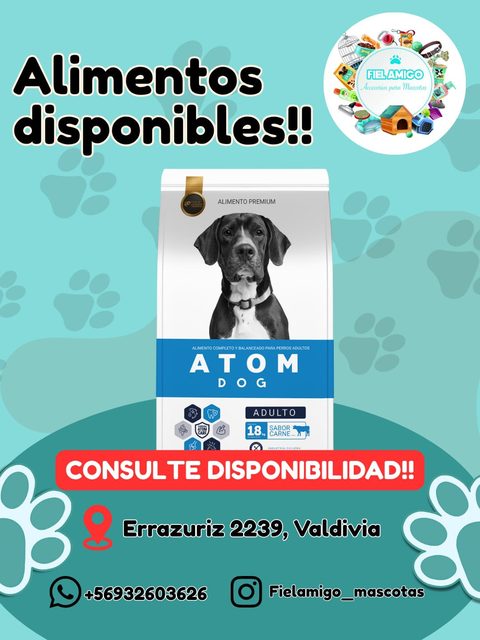 Alimentos
disponibles!!
FIEL AMIGO
Accesorios para Mascotas
ALIMENTO PREMIUM
ALIMENTO COMPLETO Y BALANCEADO PARA PERROS ADULTOS
ATOM
DOG
ADULTO
18
SABOR
CARNE
CONSULTE DISPONIBILIDAD!!
Errazuriz 2239, Valdivia
+56932603626
Fielamigo_mascotas